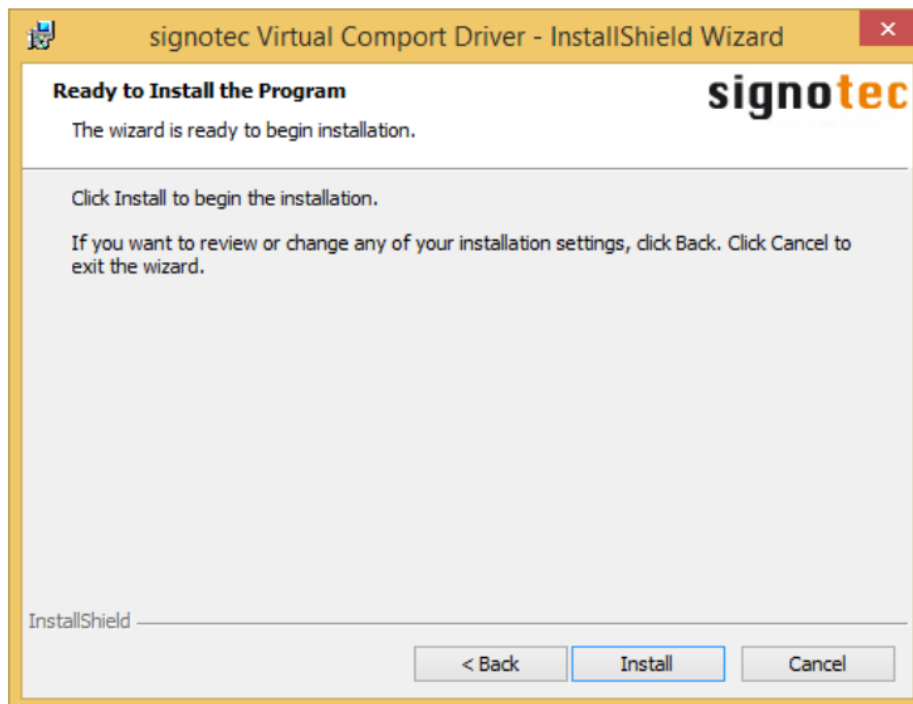 signotec Virtual Comport Driver - InstallShield Wizard
Ready to Install the Program
signotec
The wizard is ready to begin installation.
Click Install to begin the installation.
If you want to review or change any of your installation settings, click Back. Click Cancel to
exit the wizard.
InstallShield
< Back Install Cancel